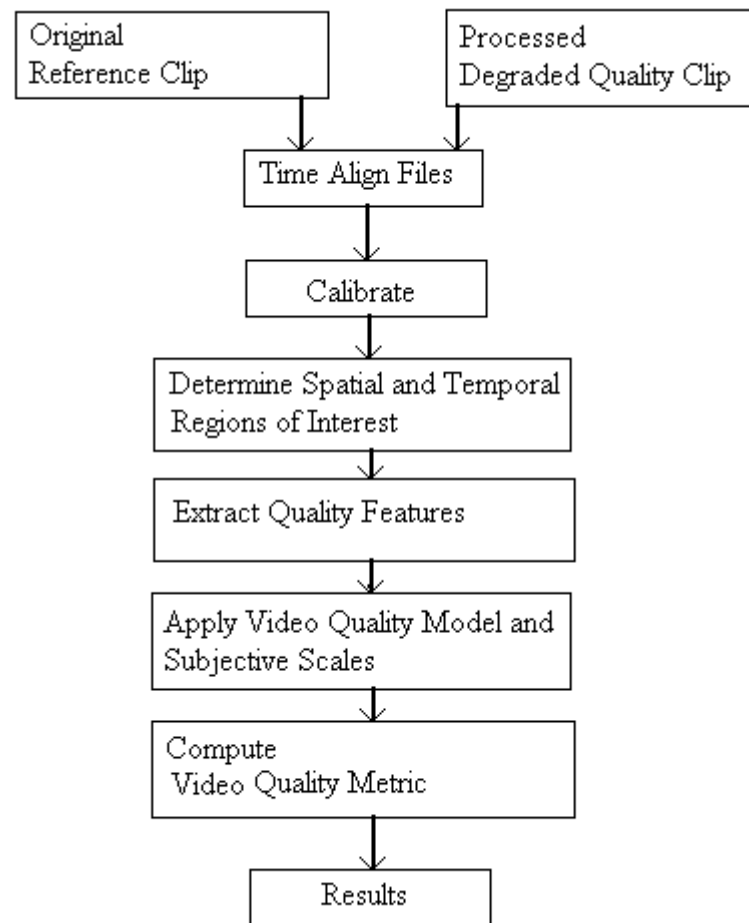 Original
Reference Clip
Processed
Degraded Quality Clip
Time Align Files
Calibrate
Determine Spatial and Temporal
Regions of Interest
Extract Quality Features
Apply Video Quality Model and
Subjective Scales
Compute
Video Quality Metric
Results